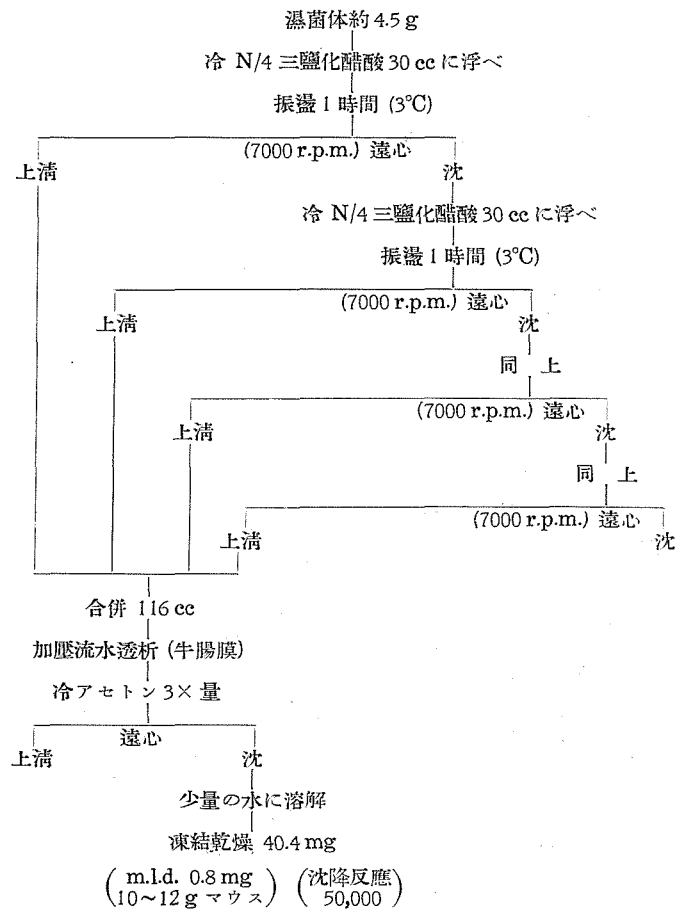 濕菌体約 4.5 g
冷 N/4 三鹽化醋酸 30 cc に浮べ
振盪 1 時間 (3°C)
(7000 r.p.m.) 遠心
上淸
沈
冷 N/4 三鹽化醋酸 30 cc に浮べ
振盪 1 時間 (3°C)
(7000 r.p.m.) 遠心
上淸
沈
同 上
(7000 r.p.m.) 遠心
上淸
沈
同 上
(7000 r.p.m.) 遠心
上淸
沈
合併 116 cc
加壓流水透析 (牛腸膜)
冷アセトン 3× 量
遠心
上淸
沈
少量の水に溶解
凍結乾燥 40.4 mg
(m.l.d. 0.8 mg
10~12 g マウス)
(沈降反應
50,000)